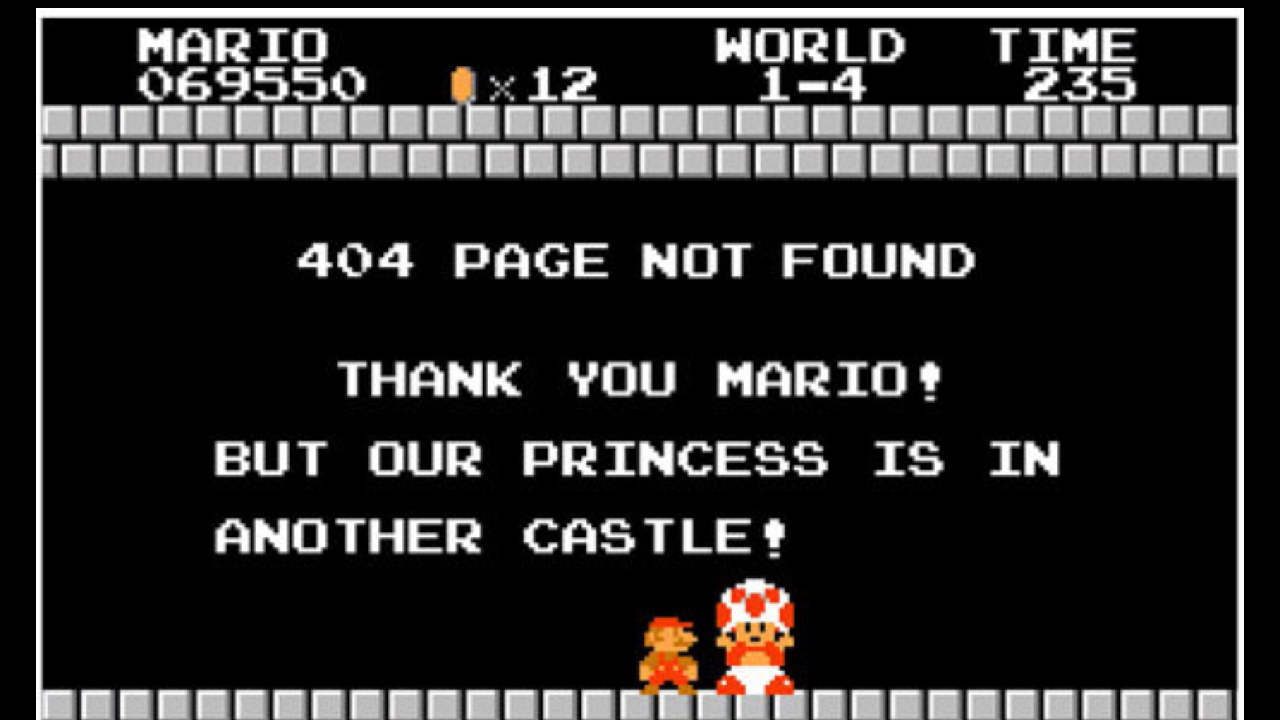 MARIO WORLD TIME
069550 ×12 1-4 235
404 PAGE NOT FOUND
THANK YOU MARIO!
BUT OUR PRINCESS IS IN
ANOTHER CASTLE!